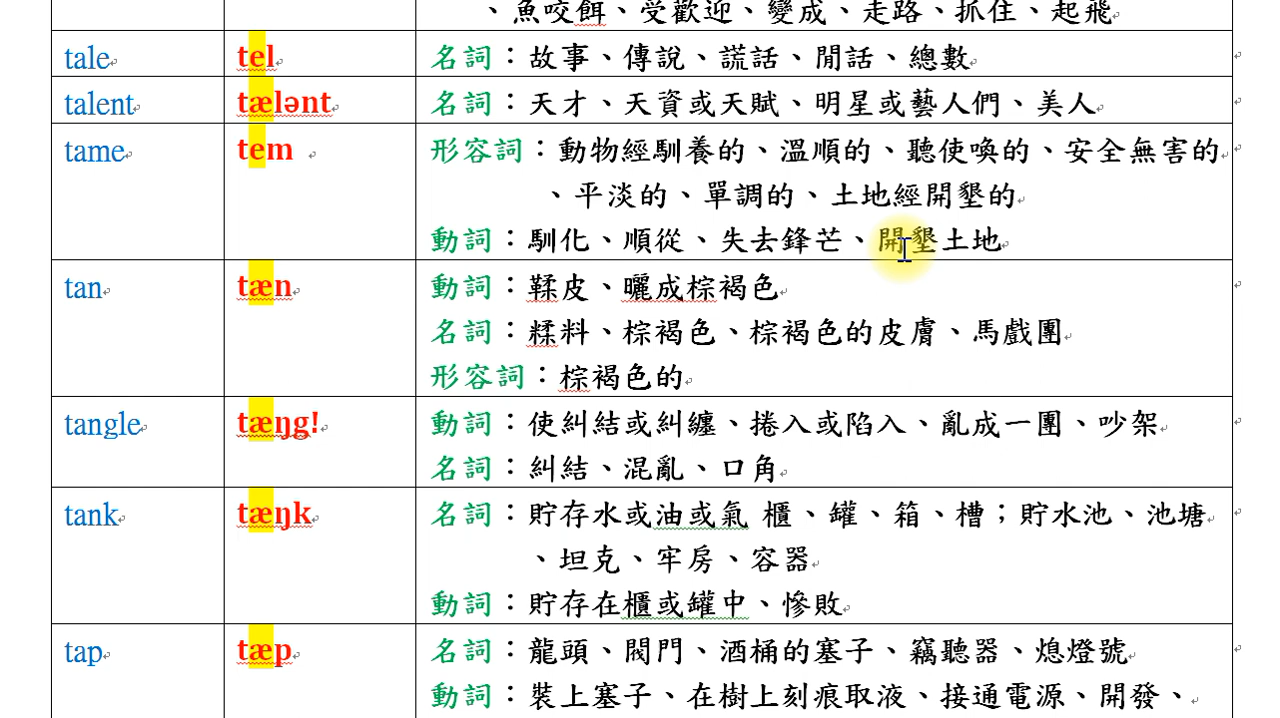 、魚咬餌、受歡迎、變成、走路、抓住、起飛
tale tel 名詞：故事、傳說、謊話、閒話、總數
talent tælənt 名詞：天才、天資或天賦、明星或藝人們、美人
tame tem 形容詞：動物經馴養的、溫順的、聽使喚的、安全無害的
、平淡的、單調的、土地經開墾的
動詞：馴化、順從、失去鋒芒、開墾土地
tan tæn 動詞：鞣皮、曬成棕褐色
名詞：鞣料、棕褐色、棕褐色的皮膚、馬戲團
形容詞：棕褐色的
tangle tæŋg! 動詞：使糾結或糾纏、捲入或陷入、亂成一團、吵架
名詞：糾結、混亂、口角
tank tæŋk 名詞：貯存水或油或氣 櫃、罐、箱、槽；貯水池、池塘
、坦克、牢房、容器
動詞：貯存在櫃或罐中、慘敗
tap tæp 名詞：龍頭、閥門、酒桶的塞子、竊聽器、熄燈號
動詞：裝上塞子、在樹上刻痕取液、接通電源、開發、